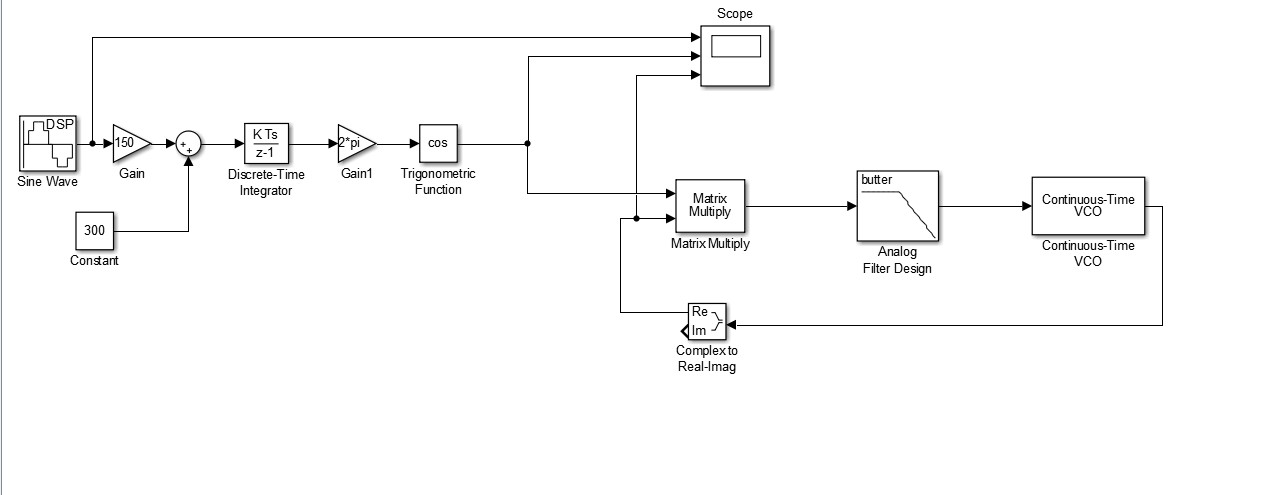 Scope
DSP
Sine Wave
150
Gain
+
+
K Ts
z-1
Discrete-Time
Integrator
2*pi
Gain1
cos
Trigonometric
Function
300
Constant
Matrix
Multiply
Matrix Multiply
butter
Analog
Filter Design
Continuous-Time
VCO
Continuous-Time
VCO
Re
Im
Complex to
Real-Imag